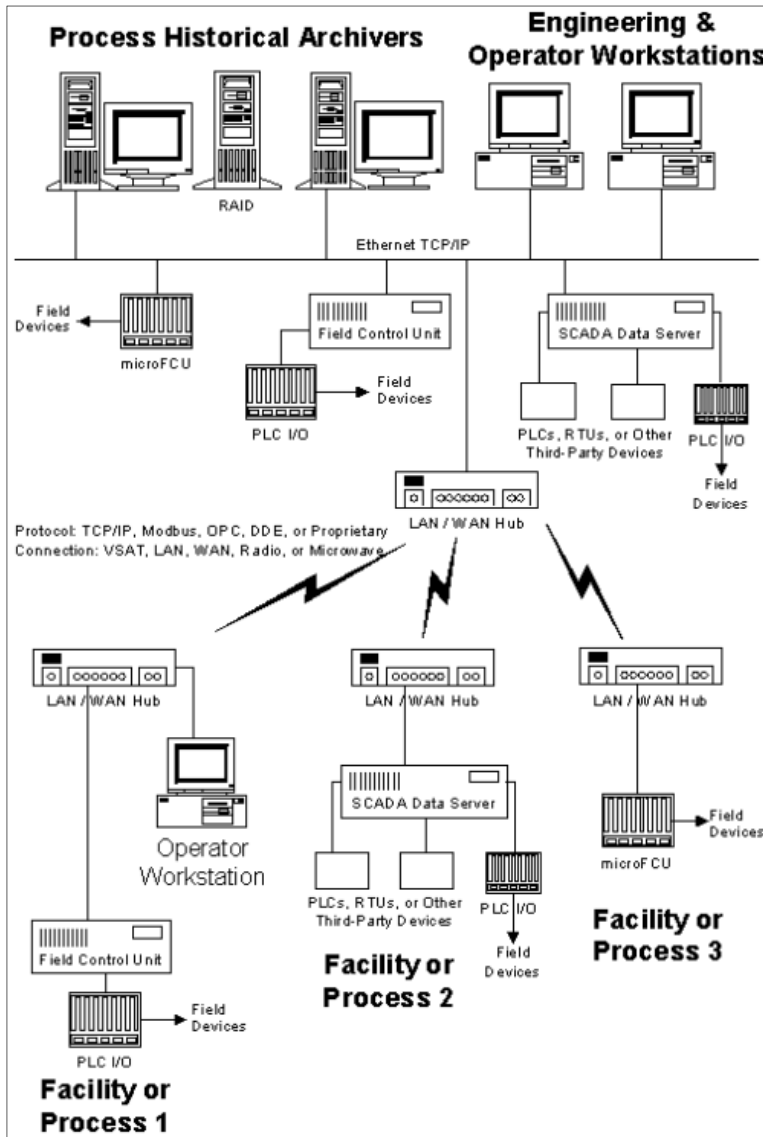 Process Historical Archivers
Engineering &
Operator Workstations
RAID
Ethernet TCP/IP
Field
Devices
microFCU
Field Control Unit
PLC I/O
Field
Devices
SCADA Data Server
PLCs, RTUs, or Other
Third-Party Devices
PLC I/O
Field
Devices
LAN / WAN Hub
Protocol: TCP/IP, Modbus, OPC, DDE, or Proprietary
Connection: VSAT, LAN, WAN, Radio, or Microwave
LAN / WAN Hub
Operator
Workstation
Field Control Unit
PLC I/O
Field
Devices
Facility or
Process 1
LAN / WAN Hub
SCADA Data Server
PLCs, RTUs, or Other
Third-Party Devices
PLC I/O
Field
Devices
Facility or
Process 2
LAN / WAN Hub
microFCU
Field
Devices
Facility or
Process 3